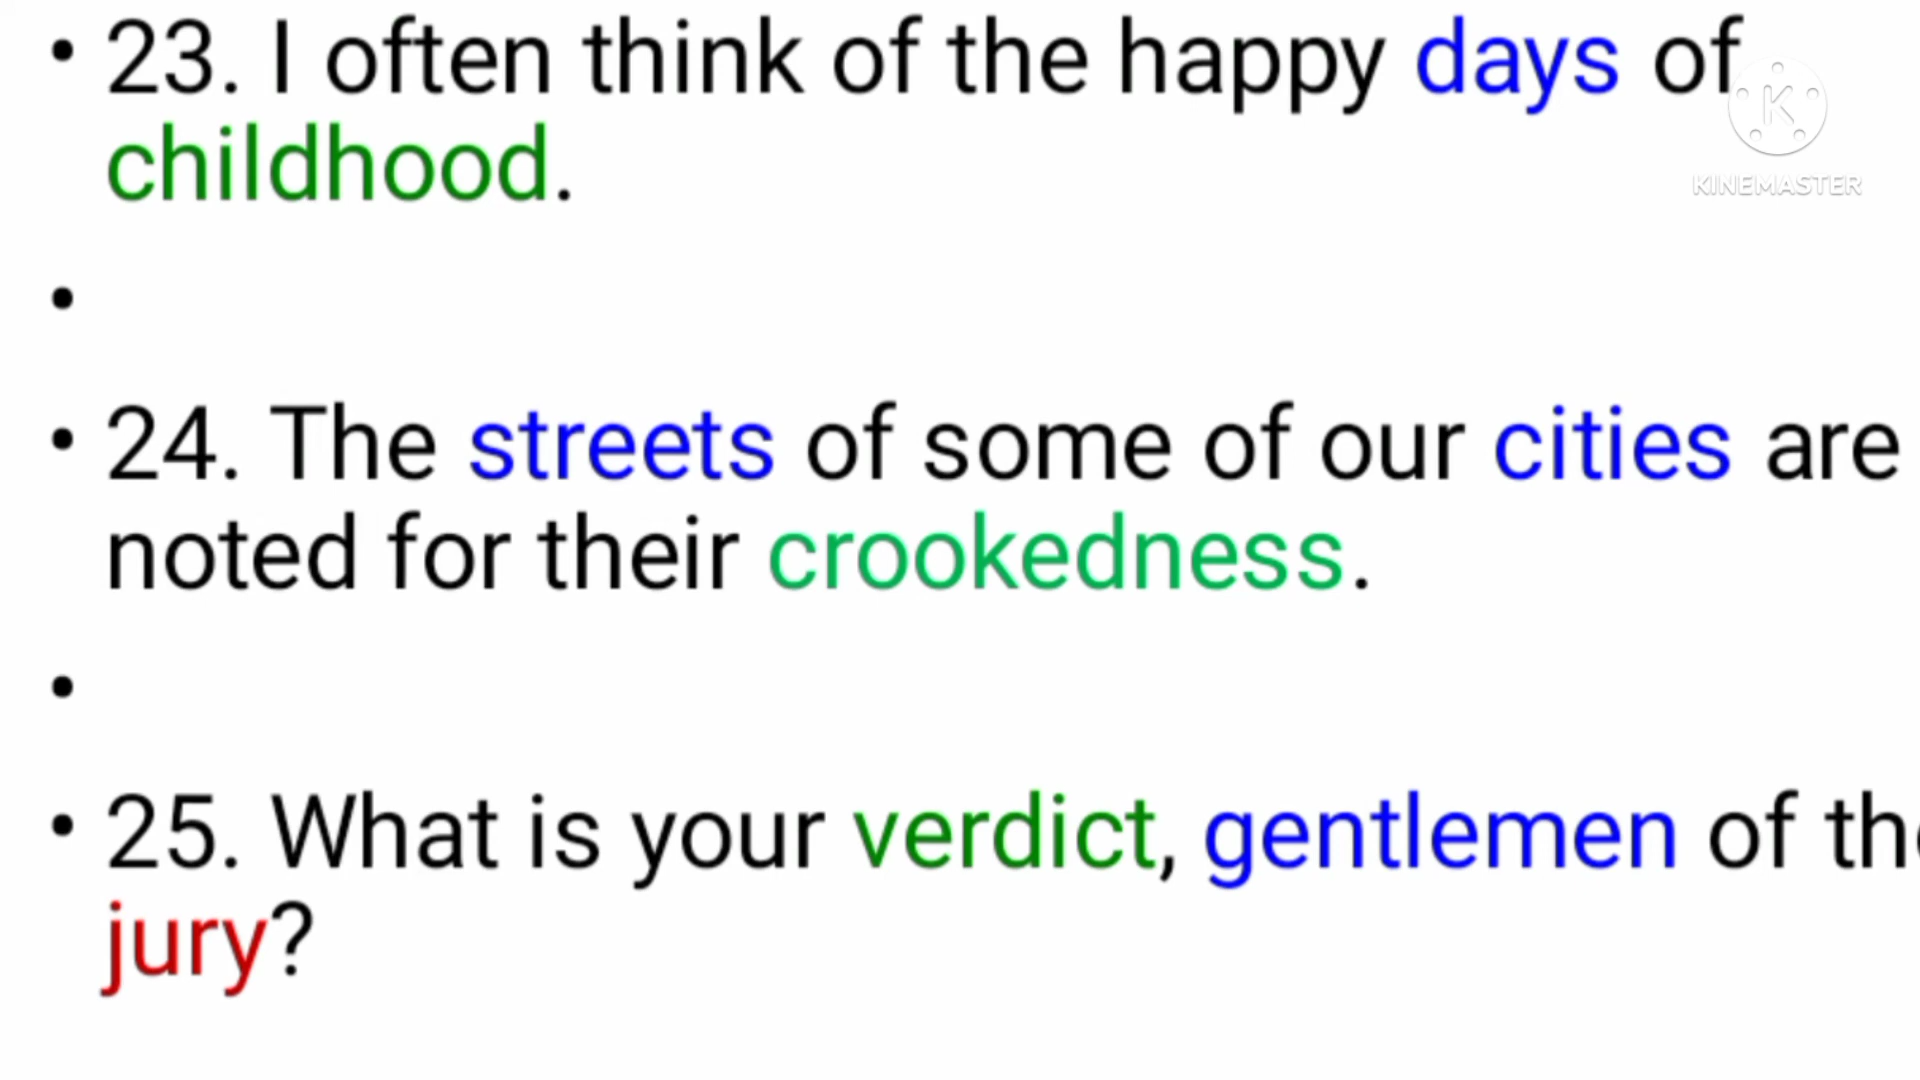 • 23. I often think of the happy days of
childhood.
•
• 24. The streets of some of our cities are
noted for their crookedness.
•
• 25. What is your verdict, gentlemen of the
jury?
K
KINEMASTER